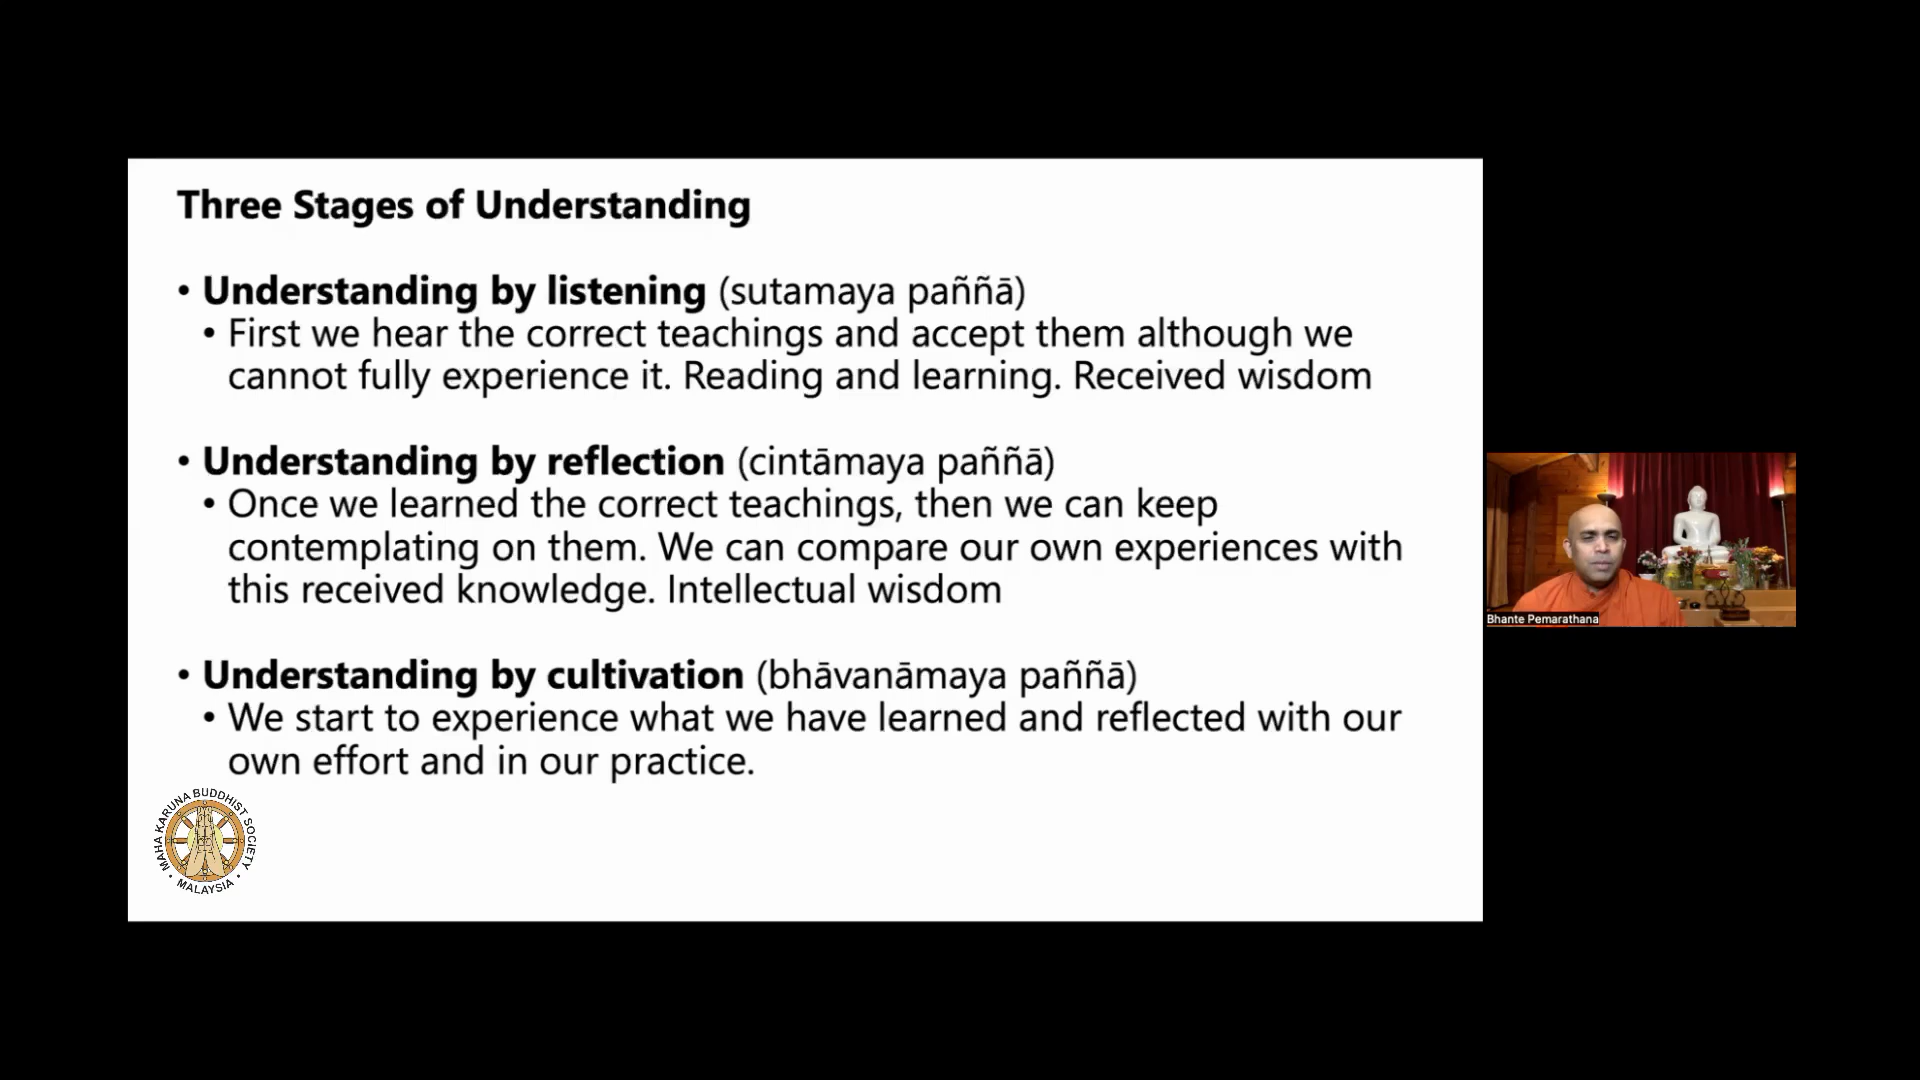 Three Stages of Understanding
• Understanding by listening (sutamaya paññā)
• First we hear the correct teachings and accept them although we
cannot fully experience it. Reading and learning. Received wisdom
• Understanding by reflection (cintāmaya paññā)
• Once we learned the correct teachings, then we can keep
contemplating on them. We can compare our own experiences with
this received knowledge. Intellectual wisdom
• Understanding by cultivation (bhāvanāmaya paññā)
• We start to experience what we have learned and reflected with our
own effort and in our practice.
MAHA KARUNA BUDDHIST SOCIETY
• MALAYSIA •
Bhante Pemarathana